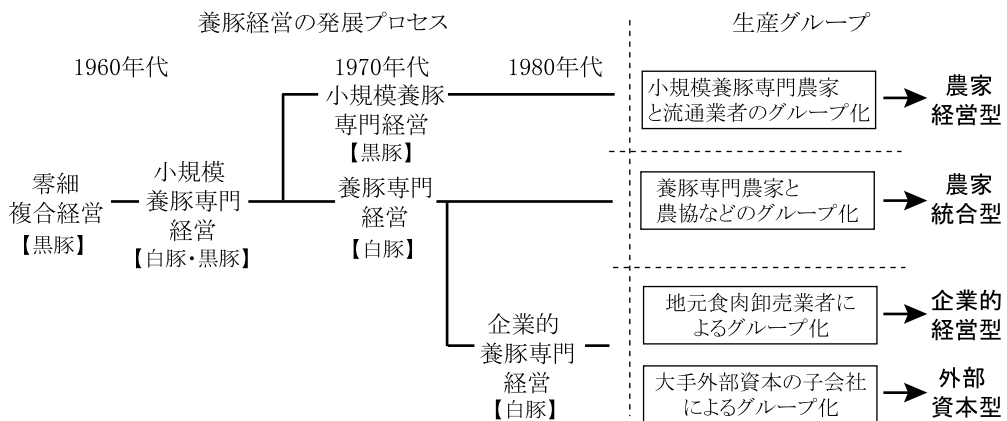 養豚経営の発展プロセス
生産グループ
1960年代
1970年代
1980年代
零細
複合経営
【黒豚】
小規模
養豚専門
経営
【白豚・黒豚】
小規模養豚
専門経営
【黒豚】
養豚専門
経営
【白豚】
企業的
養豚専門
経営
【白豚】
小規模養豚専門農家
と流通業者のグループ化
農家
経営型
養豚専門農家と
農協などのグループ化
農家
統合型
地元食肉卸売業者に
よるグループ化
企業的
経営型
大手外部資本の子会社
によるグループ化
外部
資本型